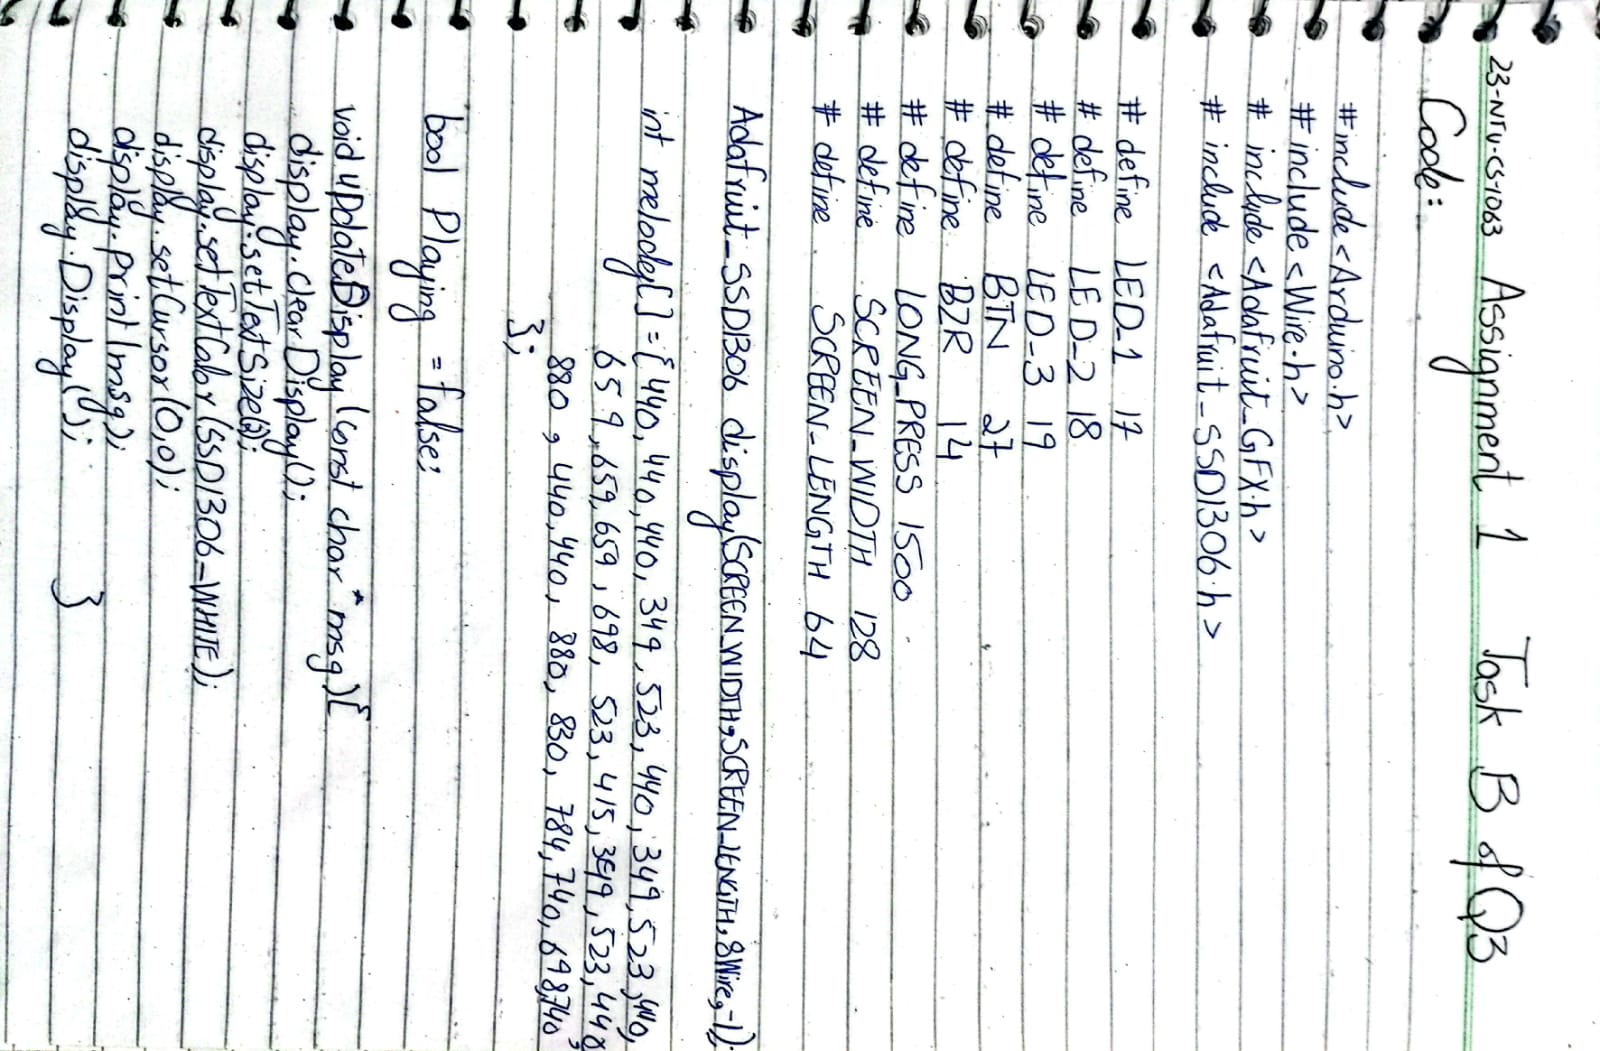 23-NTU-CS-1063 Assignment 1 Task B of Q3
Code:
#include <Arduino.h>
# include <Wire.h>
# include <Adafruit_GFX.h>
# include <Adafruit_SSD1306.h>
# define LED_1 17
# define LED_2 18
# define LED_3 19
# define BTN 27
# define BZR 14
# define LONG_PRESS 1500
# define SCREEN_WIDTH 128
# define SCREEN_LENGTH 64
Adafruit_SSD1306 display(SCREEN_WIDTH, SCREEN_LENGTH, &Wire, -1);
int melodey[] = {440, 440, 440, 349, 523, 440, 349, 523, 440,
659, 659, 659, 698, 523, 415, 349, 523, 440,
880, 440, 440, 880, 830, 784, 740, 698, 740,
};
bool Playing = false;
void updateDisplay (const char* msg){
display.clearDisplay();
display.setTextSize(2);
display.setTextColor(SSD1306_WHITE);
display.setCursor(0,0);
display.print(msg);
display.Display(); }